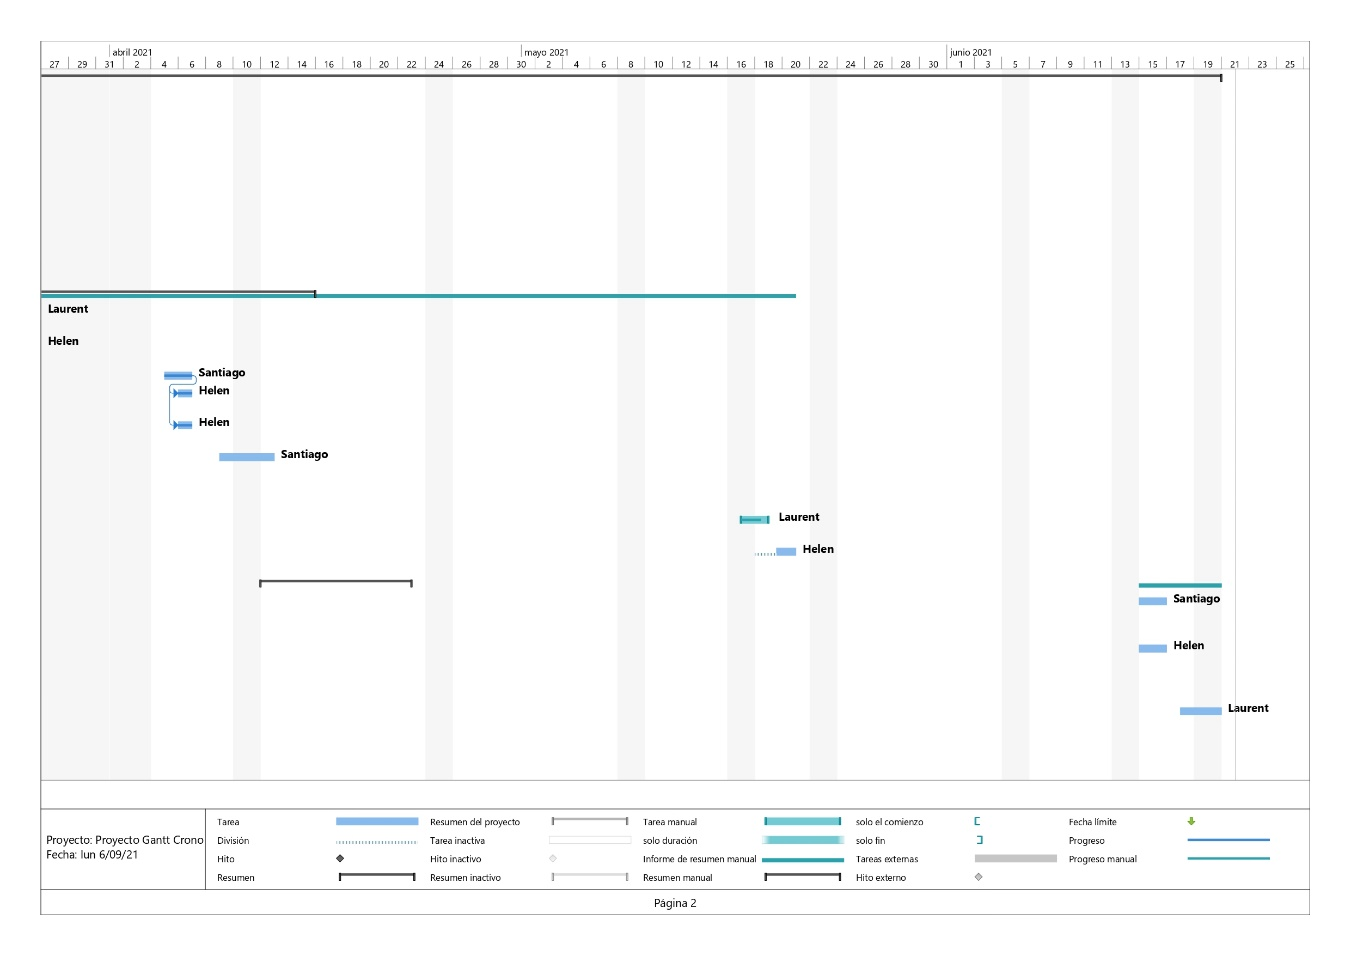 abril 2021 mayo 2021 junio 2021
27 29 31 2 4 6 8 10 12 14 16 18 20 22 24 26 28 30 2 4 6 8 10 12 14 16 18 20 22 24 26 28 30 1 3 5 7 9 11 13 15 17 19 21 23 25
Laurent
Helen
Santiago
Helen
Helen
Santiago
Laurent
Helen
Santiago
Helen
Laurent
Proyecto: Proyecto Gantt Crono
Fecha: lun 6/09/21
Tarea Resumen del proyecto Tarea manual solo el comienzo Fecha límite
División Tarea inactiva solo duración solo fin Progreso
Hito Hito inactivo Informe de resumen manual Tareas externas Progreso manual
Resumen Resumen inactivo Resumen manual Hito externo
Página 2